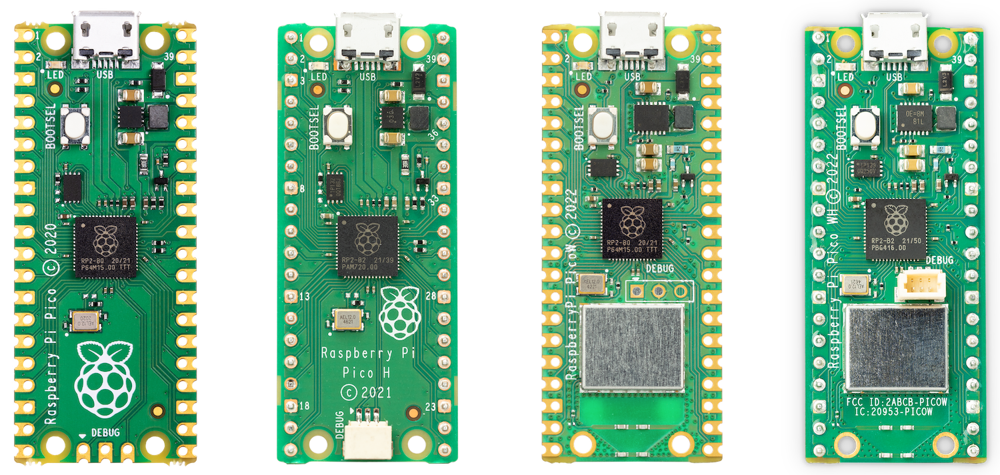 1
2
39
LED
USB
BOOTSEL
Raspberry Pi Pico © 2020
RP2-B0 20/21
P64M15.00 TTT
AEL12.0
2020
DEBUG
1
2
3
39
LED
USB
BOOTSEL
36
8
33
RP2-B2 21/39
PAM720.00
13
28
AEL12.0
4621
Raspberry Pi
Pico H
© 2021
18
23
DEBUG
1
2
39
LED
USB
BOOTSEL
Raspberry Pi PicoW © 2022
RP2-B0 20/21
P64M15.00 TTT
DEBUG
AEL12.0
4221
1
2
39
LED
USB
BOOTSEL
0E=8M
81L
Raspberry Pi Pico WH © 2022
RP2-B2 21/50
PBG416.00
DEBUG
AEL12.0
4621
FCC ID:2ABCB-PICOW
IC:20953-PICOW